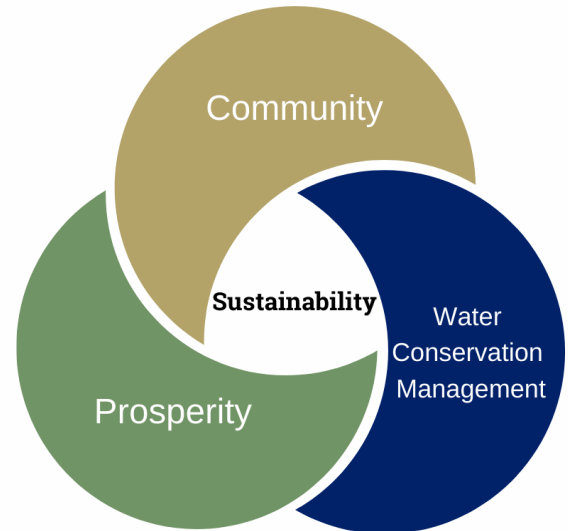 Community
Sustainability
Water
Conservation
Management
Prosperity